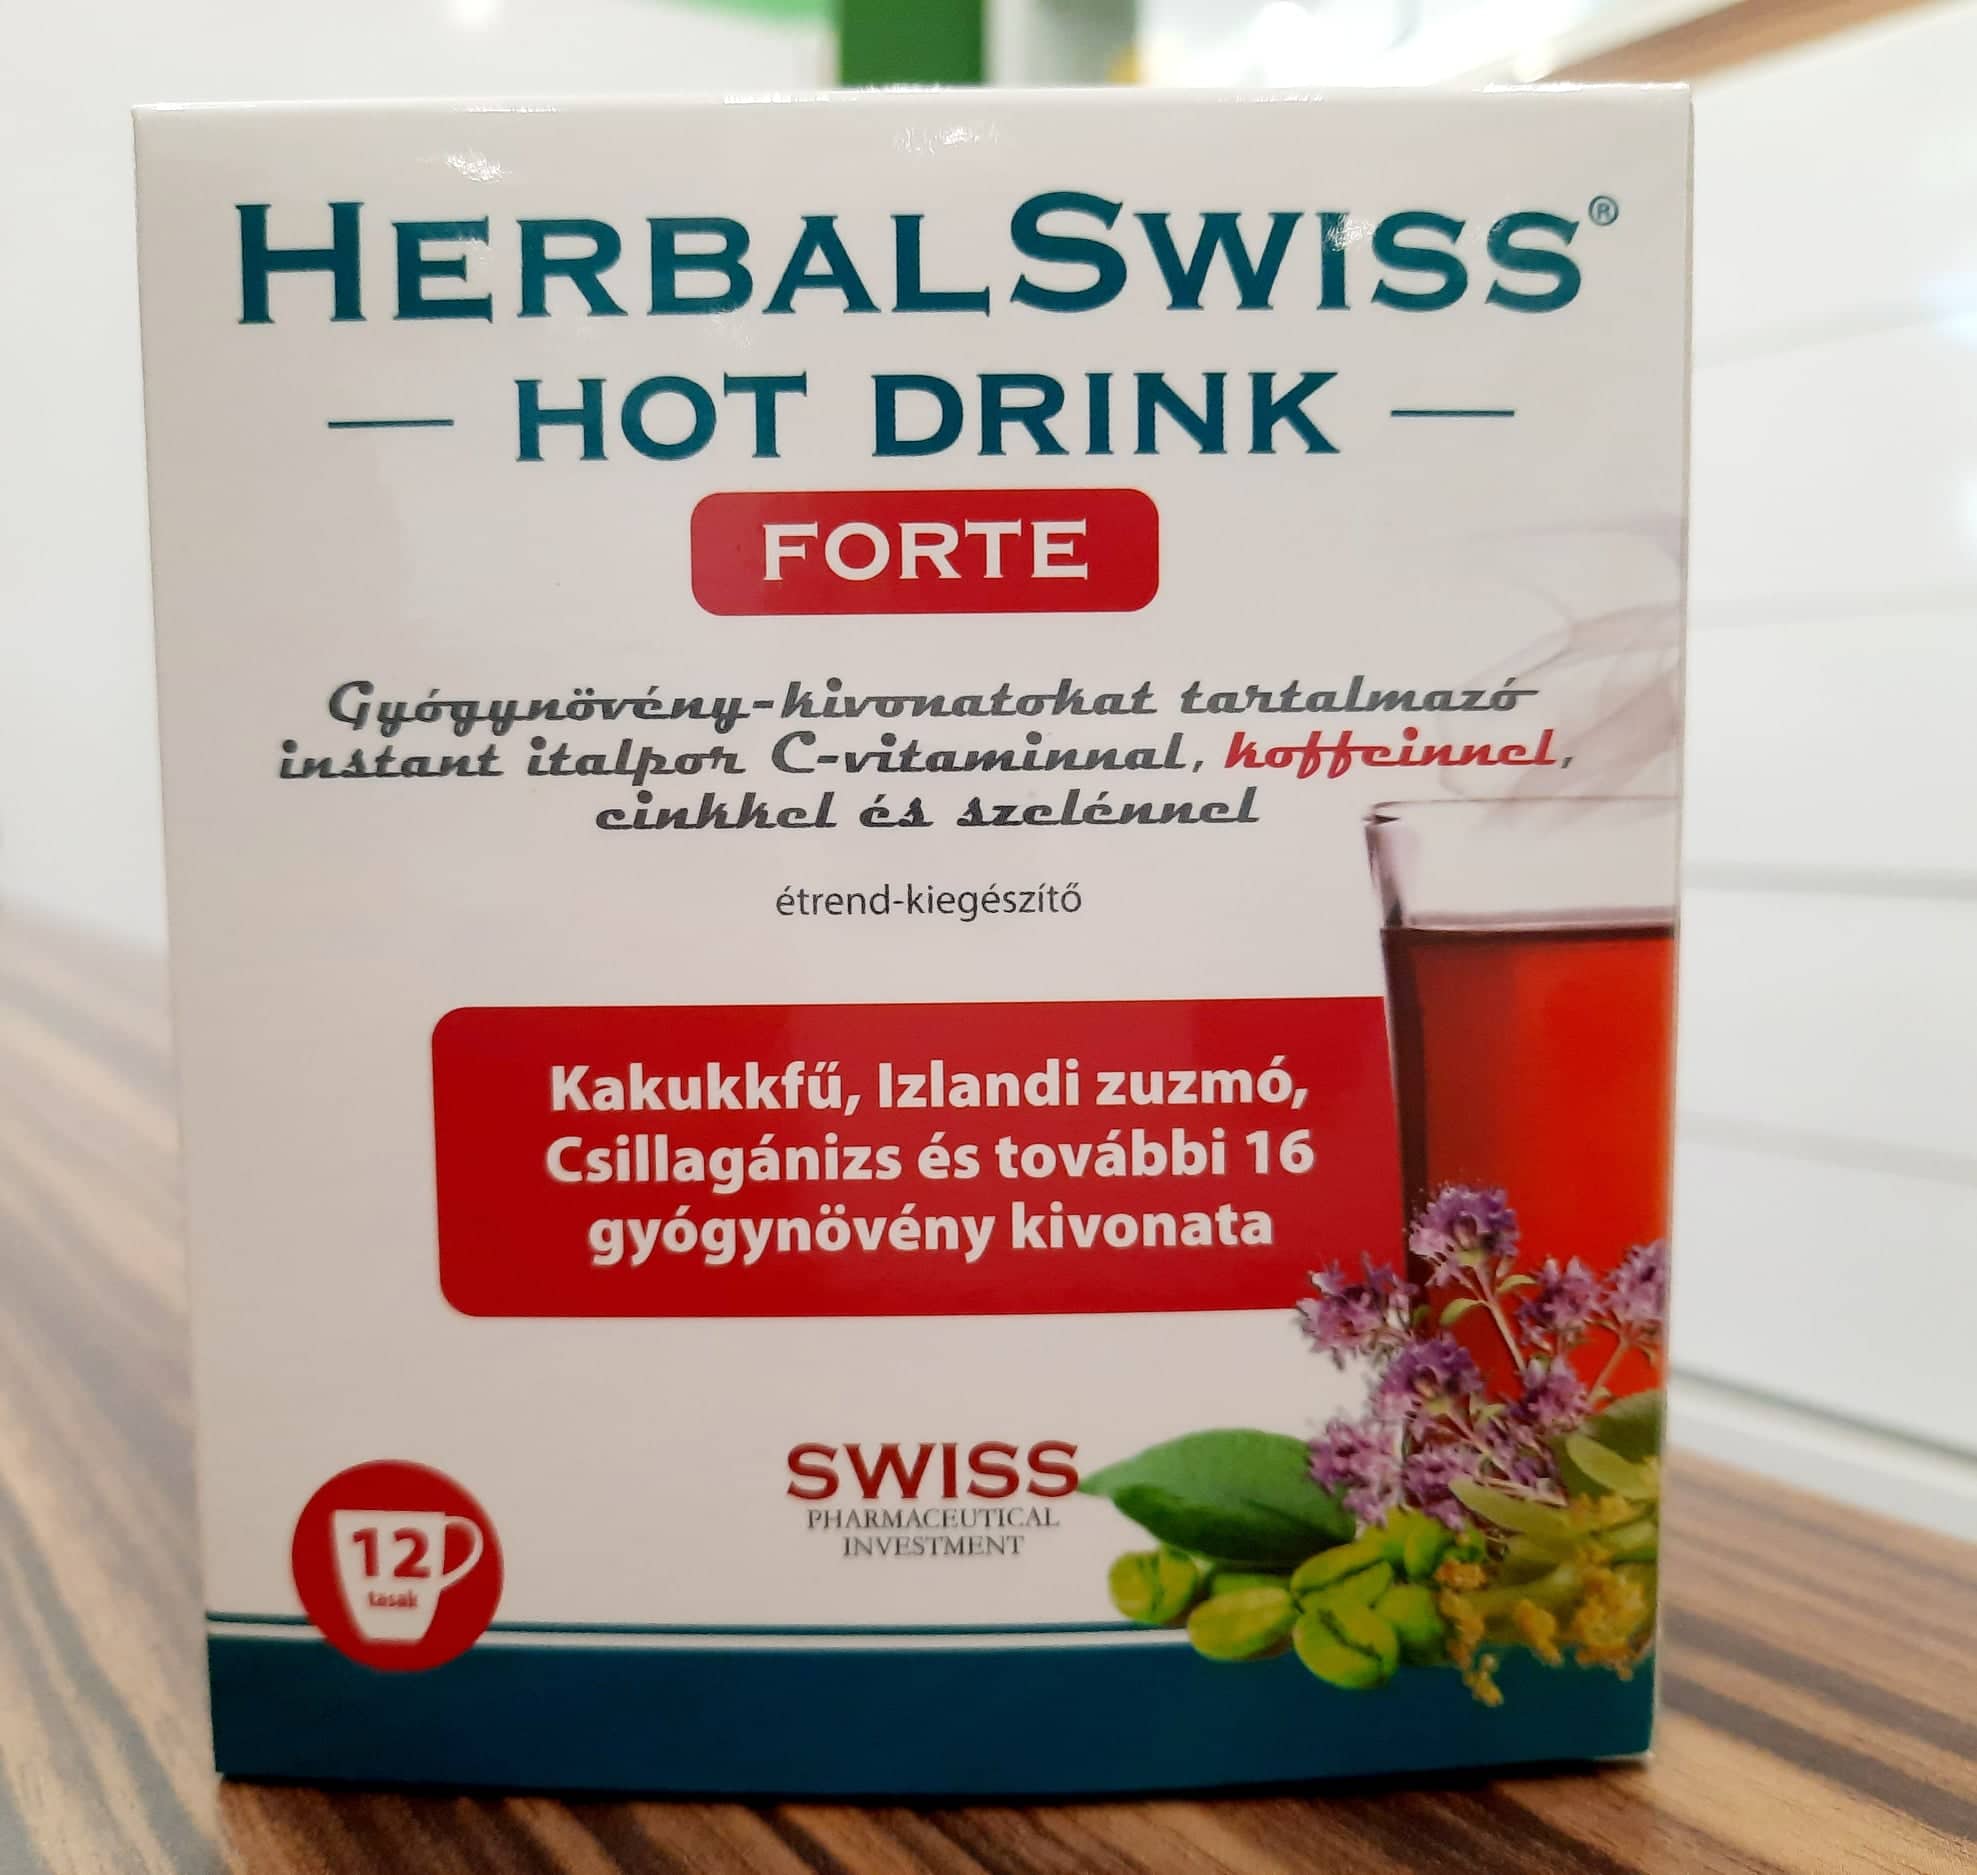 HERBALSWISS®
— HOT DRINK —
FORTE
Gyógynövény-kivonatokat tartalmazó
instant italpor C-vitaminnal, koffeinnel,
cinkkel és szelénnel
étrend-kiegészítő
Kakukkfű, Izlandi zuzmó,
Csillagánizs és további 16
gyógynövény kivonata
SWISS
PHARMACEUTICAL
INVESTMENT
12
tasak